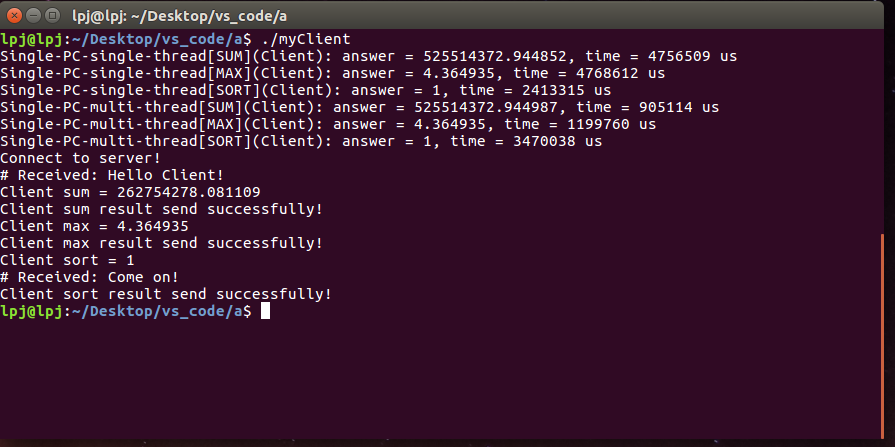 lpj@lpj: ~/Desktop/vs_code/a
lpj@lpj:~/Desktop/vs_code/a$ ./myClient
Single-PC-single-thread[SUM](Client): answer = 525514372.944852, time = 4756509 us
Single-PC-single-thread[MAX](Client): answer = 4.364935, time = 4768612 us
Single-PC-single-thread[SORT](Client): answer = 1, time = 2413315 us
Single-PC-multi-thread[SUM](Client): answer = 525514372.944987, time = 905114 us
Single-PC-multi-thread[MAX](Client): answer = 4.364935, time = 1199760 us
Single-PC-multi-thread[SORT](Client): answer = 1, time = 3470038 us
Connect to server!
# Received: Hello Client!
Client sum = 262754278.081109
Client sum result send successfully!
Client max = 4.364935
Client max result send successfully!
Client sort = 1
# Received: Come on!
Client sort result send successfully!
lpj@lpj:~/Desktop/vs_code/a$